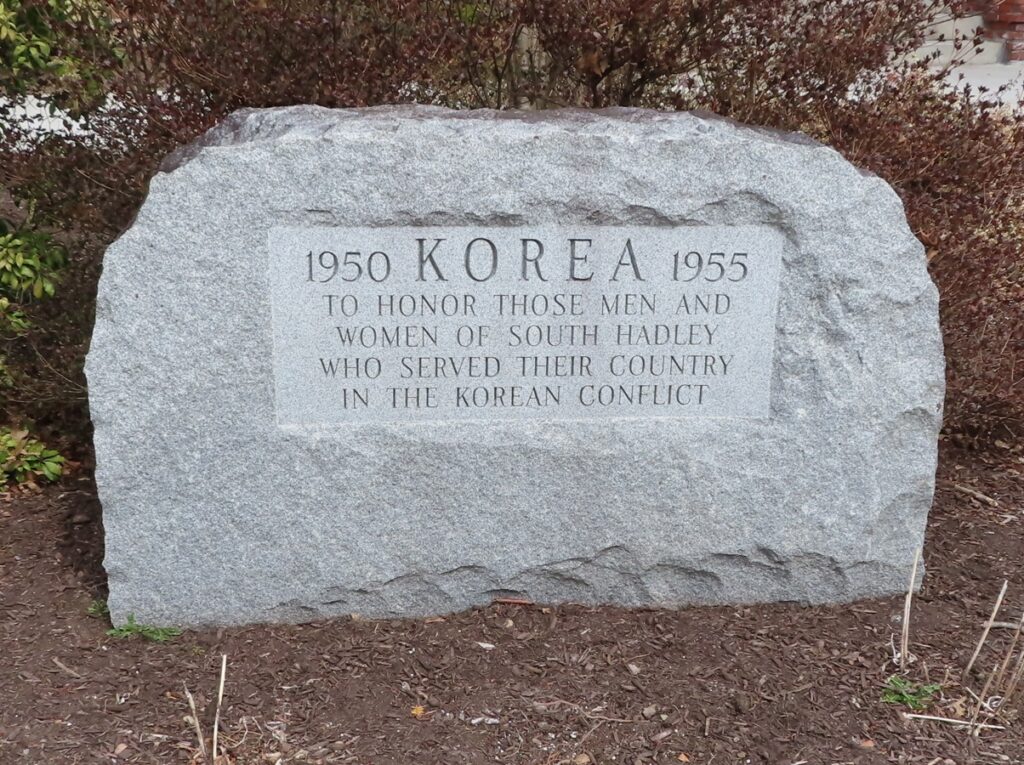 1950 KOREA 1955
TO HONOR THOSE MEN AND
WOMEN OF SOUTH HADLEY
WHO SERVED THEIR COUNTRY
IN THE KOREAN CONFLICT